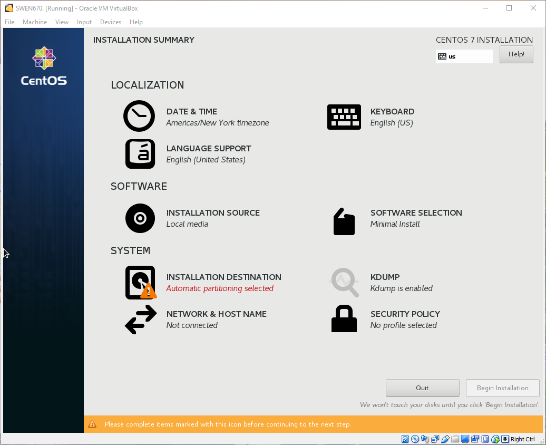 SWEN670. [Running] - Oracle VM VirtualBox
File Machine View Input Devices Help
INSTALLATION SUMMARY
CENTOS 7 INSTALLATION
us
Help!
CentOS
LOCALIZATION
DATE & TIME
Americas/New York timezone
KEYBOARD
English (US)
LANGUAGE SUPPORT
English (United States)
SOFTWARE
INSTALLATION SOURCE
Local media
SOFTWARE SELECTION
Minimal Install
SYSTEM
INSTALLATION DESTINATION
Automatic partitioning selected
KDUMP
Kdump is enabled
NETWORK & HOST NAME
Not connected
SECURITY POLICY
No profile selected
Quit
Begin Installation
We won't touch your disks until you click 'Begin Installation'.
Please complete items marked with this icon before continuing to the next step.
Right Ctrl